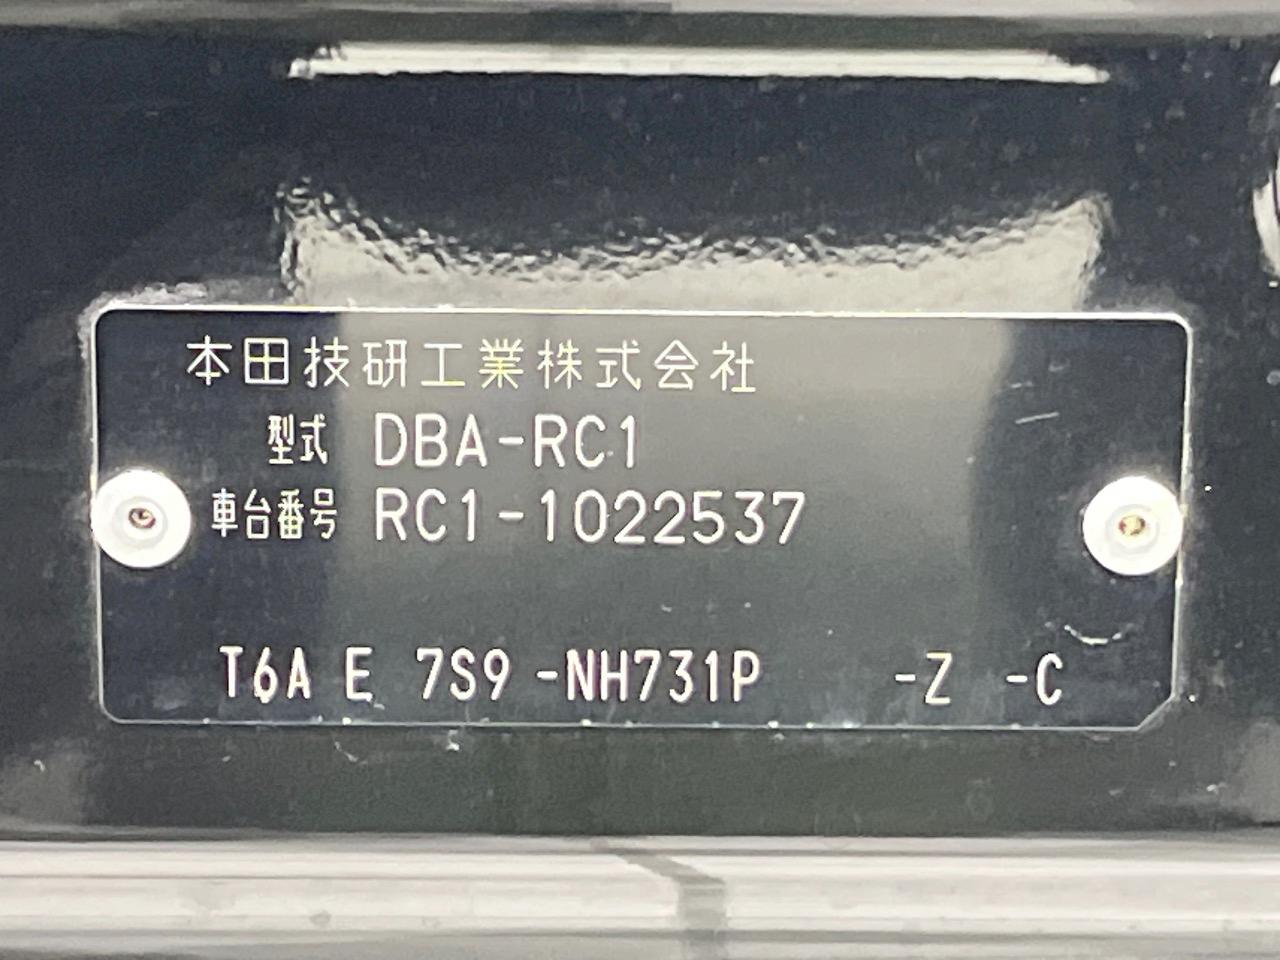 本田技研工業株式会社
型式 DBA-RC1
車台番号 RC1-1022537
T6A E 7S9 -NH731P -Z -C